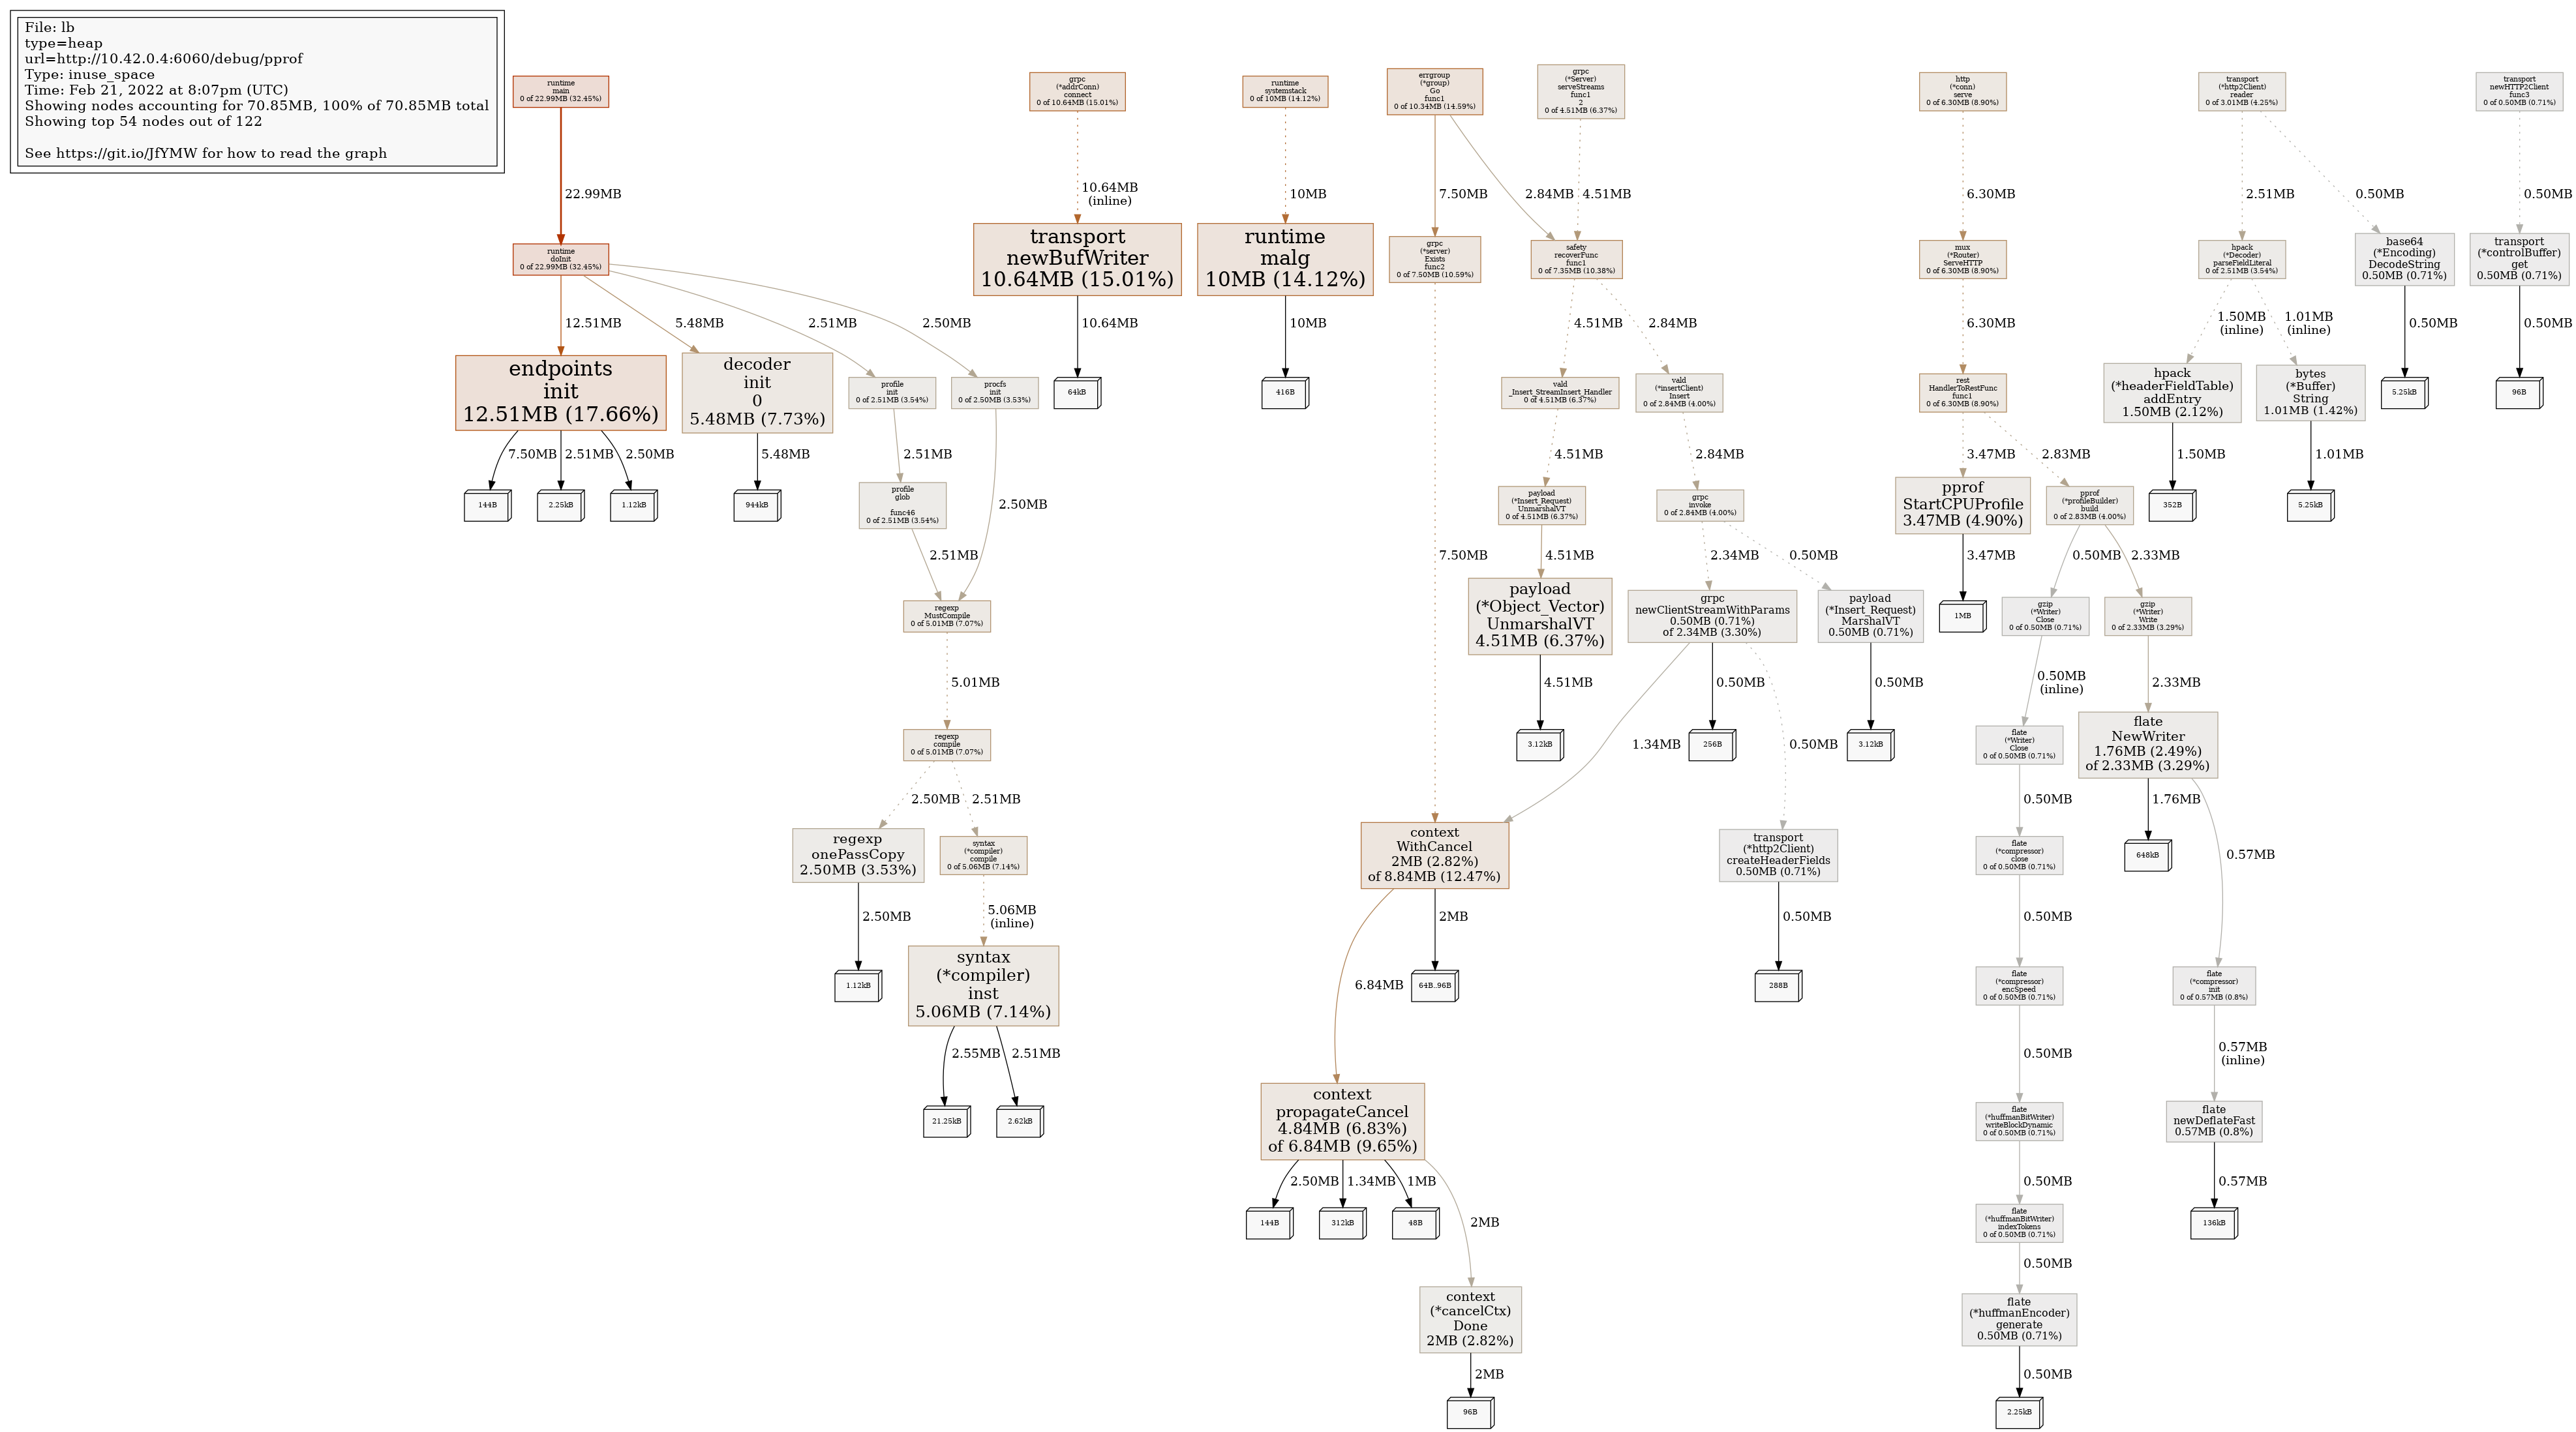 File: lb
type=heap
url=http://10.42.0.4:6060/debug/pprof
Type: inuse_space
Time: Feb 21, 2022 at 8:07pm (UTC)
Showing nodes accounting for 70.85MB, 100% of 70.85MB total
Showing top 54 nodes out of 122
See https://git.io/JfYMW for how to read the graph
runtime
main
0 of 22.99MB (32.45%)
grpc
(*addrConn)
connect
0 of 10.64MB (15.01%)
runtime
systemstack
0 of 10MB (14.12%)
errgroup
(*group)
Go
func1
0 of 10.34MB (14.59%)
grpc
(*Server)
serveStreams
func1
2
0 of 4.51MB (6.37%)
http
(*conn)
serve
0 of 6.30MB (8.90%)
transport
(*http2Client)
reader
0 of 3.01MB (4.25%)
transport
newHTTP2Client
func3
0 of 0.50MB (0.71%)
22.99MB
10.64MB
(inline)
10MB
7.50MB
2.84MB
4.51MB
6.30MB
2.51MB
0.50MB
0.50MB
runtime
doInit
0 of 22.99MB (32.45%)
transport
newBufWriter
10.64MB (15.01%)
runtime
malg
10MB (14.12%)
grpc
(*server)
Exists
func2
0 of 7.50MB (10.59%)
safety
recoverFunc
func1
0 of 7.35MB (10.38%)
mux
(*Router)
ServeHTTP
0 of 6.30MB (8.90%)
hpack
(*Decoder)
parseFieldLiteral
0 of 2.51MB (3.54%)
base64
(*Encoding)
DecodeString
0.50MB (0.71%)
transport
(*controlBuffer)
get
0.50MB (0.71%)
12.51MB
5.48MB
2.51MB
2.50MB
10.64MB
10MB
4.51MB
2.84MB
6.30MB
1.50MB
(inline)
1.01MB
(inline)
0.50MB
0.50MB
endpoints
init
12.51MB (17.66%)
decoder
init
0
5.48MB (7.73%)
profile
init
0 of 2.51MB (3.54%)
procfs
init
0 of 2.50MB (3.53%)
64kB
416B
vald
_Insert_StreamInsert_Handler
0 of 4.51MB (6.37%)
vald
(*insertClient)
Insert
0 of 2.84MB (4.00%)
rest
HandlerToRestFunc
func1
0 of 6.30MB (8.90%)
hpack
(*headerFieldTable)
addEntry
1.50MB (2.12%)
bytes
(*Buffer)
String
1.01MB (1.42%)
5.25kB
96B
7.50MB
2.51MB
2.50MB
5.48MB
2.51MB
2.50MB
4.51MB
2.84MB
3.47MB
2.83MB
1.50MB
1.01MB
144B
2.25kB
1.12kB
944kB
profile
glob
func46
0 of 2.51MB (3.54%)
payload
(*Insert_Request)
UnmarshalVT
0 of 4.51MB (6.37%)
grpc
invoke
0 of 2.84MB (4.00%)
pprof
StartCPUProfile
3.47MB (4.90%)
pprof
(*profileBuilder)
build
0 of 2.83MB (4.00%)
352B
5.25kB
2.51MB
7.50MB
4.51MB
2.34MB
0.50MB
3.47MB
0.50MB
2.33MB
regexp
MustCompile
0 of 5.01MB (7.07%)
payload
(*Object_Vector)
UnmarshalVT
4.51MB (6.37%)
grpc
newClientStreamWithParams
0.50MB (0.71%)
of 2.34MB (3.30%)
payload
(*Insert_Request)
MarshalVT
0.50MB (0.71%)
1MB
gzip
(*Writer)
Close
0 of 0.50MB (0.71%)
gzip
(*Writer)
Write
0 of 2.33MB (3.29%)
5.01MB
4.51MB
0.50MB
0.50MB
0.50MB
(inline)
2.33MB
regexp
compile
0 of 5.01MB (7.07%)
3.12kB
1.34MB
256B
0.50MB
3.12kB
flate
(*Writer)
Close
0 of 0.50MB (0.71%)
flate
NewWriter
1.76MB (2.49%)
of 2.33MB (3.29%)
2.50MB
2.51MB
0.50MB
1.76MB
regexp
onePassCopy
2.50MB (3.53%)
syntax
(*compiler)
compile
0 of 5.06MB (7.14%)
context
WithCancel
2MB (2.82%)
of 8.84MB (12.47%)
transport
(*http2Client)
createHeaderFields
0.50MB (0.71%)
flate
(*compressor)
close
0 of 0.50MB (0.71%)
648kB
0.57MB
2.50MB
5.06MB
(inline)
2MB
0.50MB
0.50MB
1.12kB
syntax
(*compiler)
inst
5.06MB (7.14%)
6.84MB
64B..96B
288B
flate
(*compressor)
encSpeed
0 of 0.50MB (0.71%)
flate
(*compressor)
init
0 of 0.57MB (0.8%)
2.55MB
2.51MB
0.50MB
0.57MB
(inline)
21.25kB
2.62kB
context
propagateCancel
4.84MB (6.83%)
of 6.84MB (9.65%)
flate
(*huffmanBitWriter)
writeBlockDynamic
0 of 0.50MB (0.71%)
flate
newDeflateFast
0.57MB (0.8%)
2.50MB
1.34MB
1MB
0.50MB
0.57MB
144B
312kB
48B
2MB
flate
(*huffmanBitWriter)
indexTokens
0 of 0.50MB (0.71%)
136kB
0.50MB
context
(*cancelCtx)
Done
2MB (2.82%)
flate
(*huffmanEncoder)
generate
0.50MB (0.71%)
2MB
0.50MB
96B
2.25kB